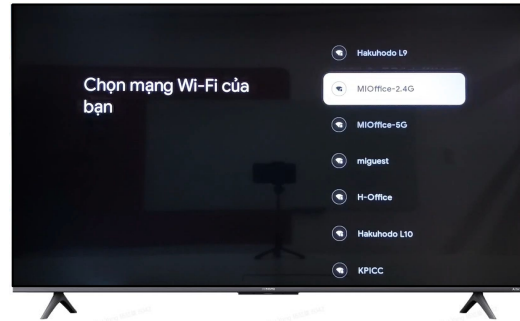 Chọn mạng Wi-Fi của
bạn
Hakuhodo L9
MIOffice-2.4G
MIOffice-5G
miguest
H-Office
Hakuhodo L10
KPICC